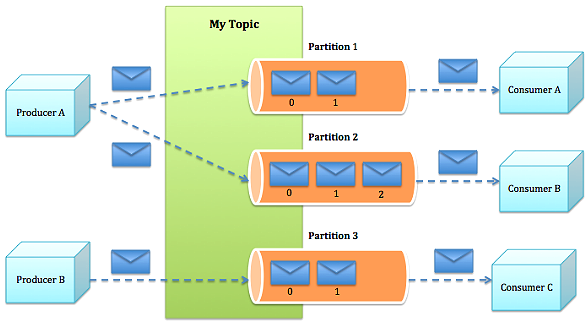 My Topic
Partition 1
0 1
Producer A
Consumer A
Partition 2
0 1 2
Consumer B
Partition 3
0 1
Producer B
Consumer C